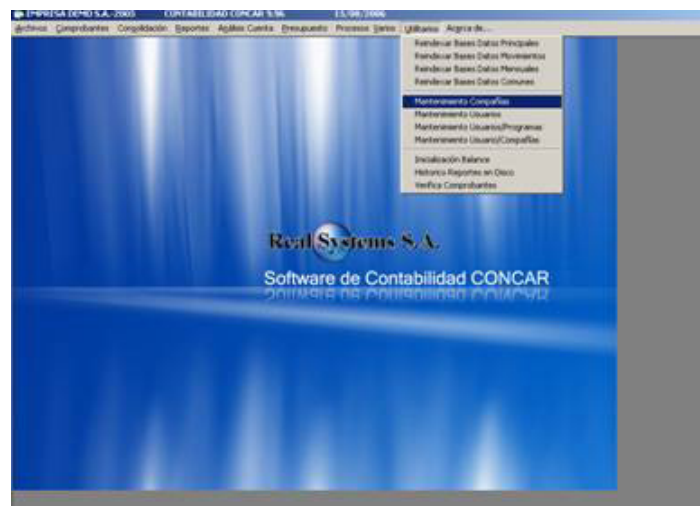 EMPRESA DEMO S.A.-2005 CONTABILIDAD CONCAR 9.96 15/08/2006
Archivos Comprobantes Consolidación Reportes Análisis Cuenta Presupuesto Procesos Varios Utilitarios Acerca de...
Reindexar Bases Datos Principales
Reindexar Bases Datos Movimientos
Reindexar Bases Datos Mensuales
Reindexar Bases Datos Comunes
Mantenimiento Compañías
Mantenimiento Usuarios
Mantenimiento Usuarios/Programas
Mantenimiento Usuario/Compañías
Inicialización Balance
Historico Reportes en Disco
Verifica Comprobantes
Real Systems S.A.
Software de Contabilidad CONCAR